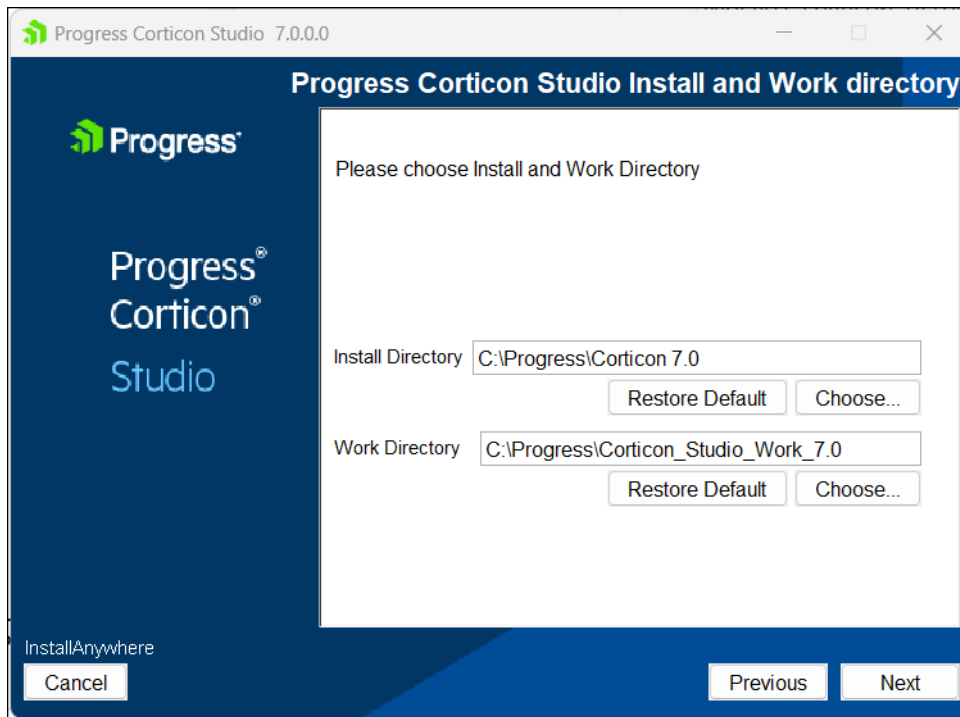 Progress Corticon Studio 7.0.0.0
Progress Corticon Studio Install and Work directory
Progress
Please choose Install and Work Directory
Progress®
Corticon®
Studio
Install Directory C:\Progress\Corticon 7.0
Restore Default Choose...
Work Directory C:\Progress\Corticon_Studio_Work_7.0
Restore Default Choose...
InstallAnywhere
Cancel Previous Next